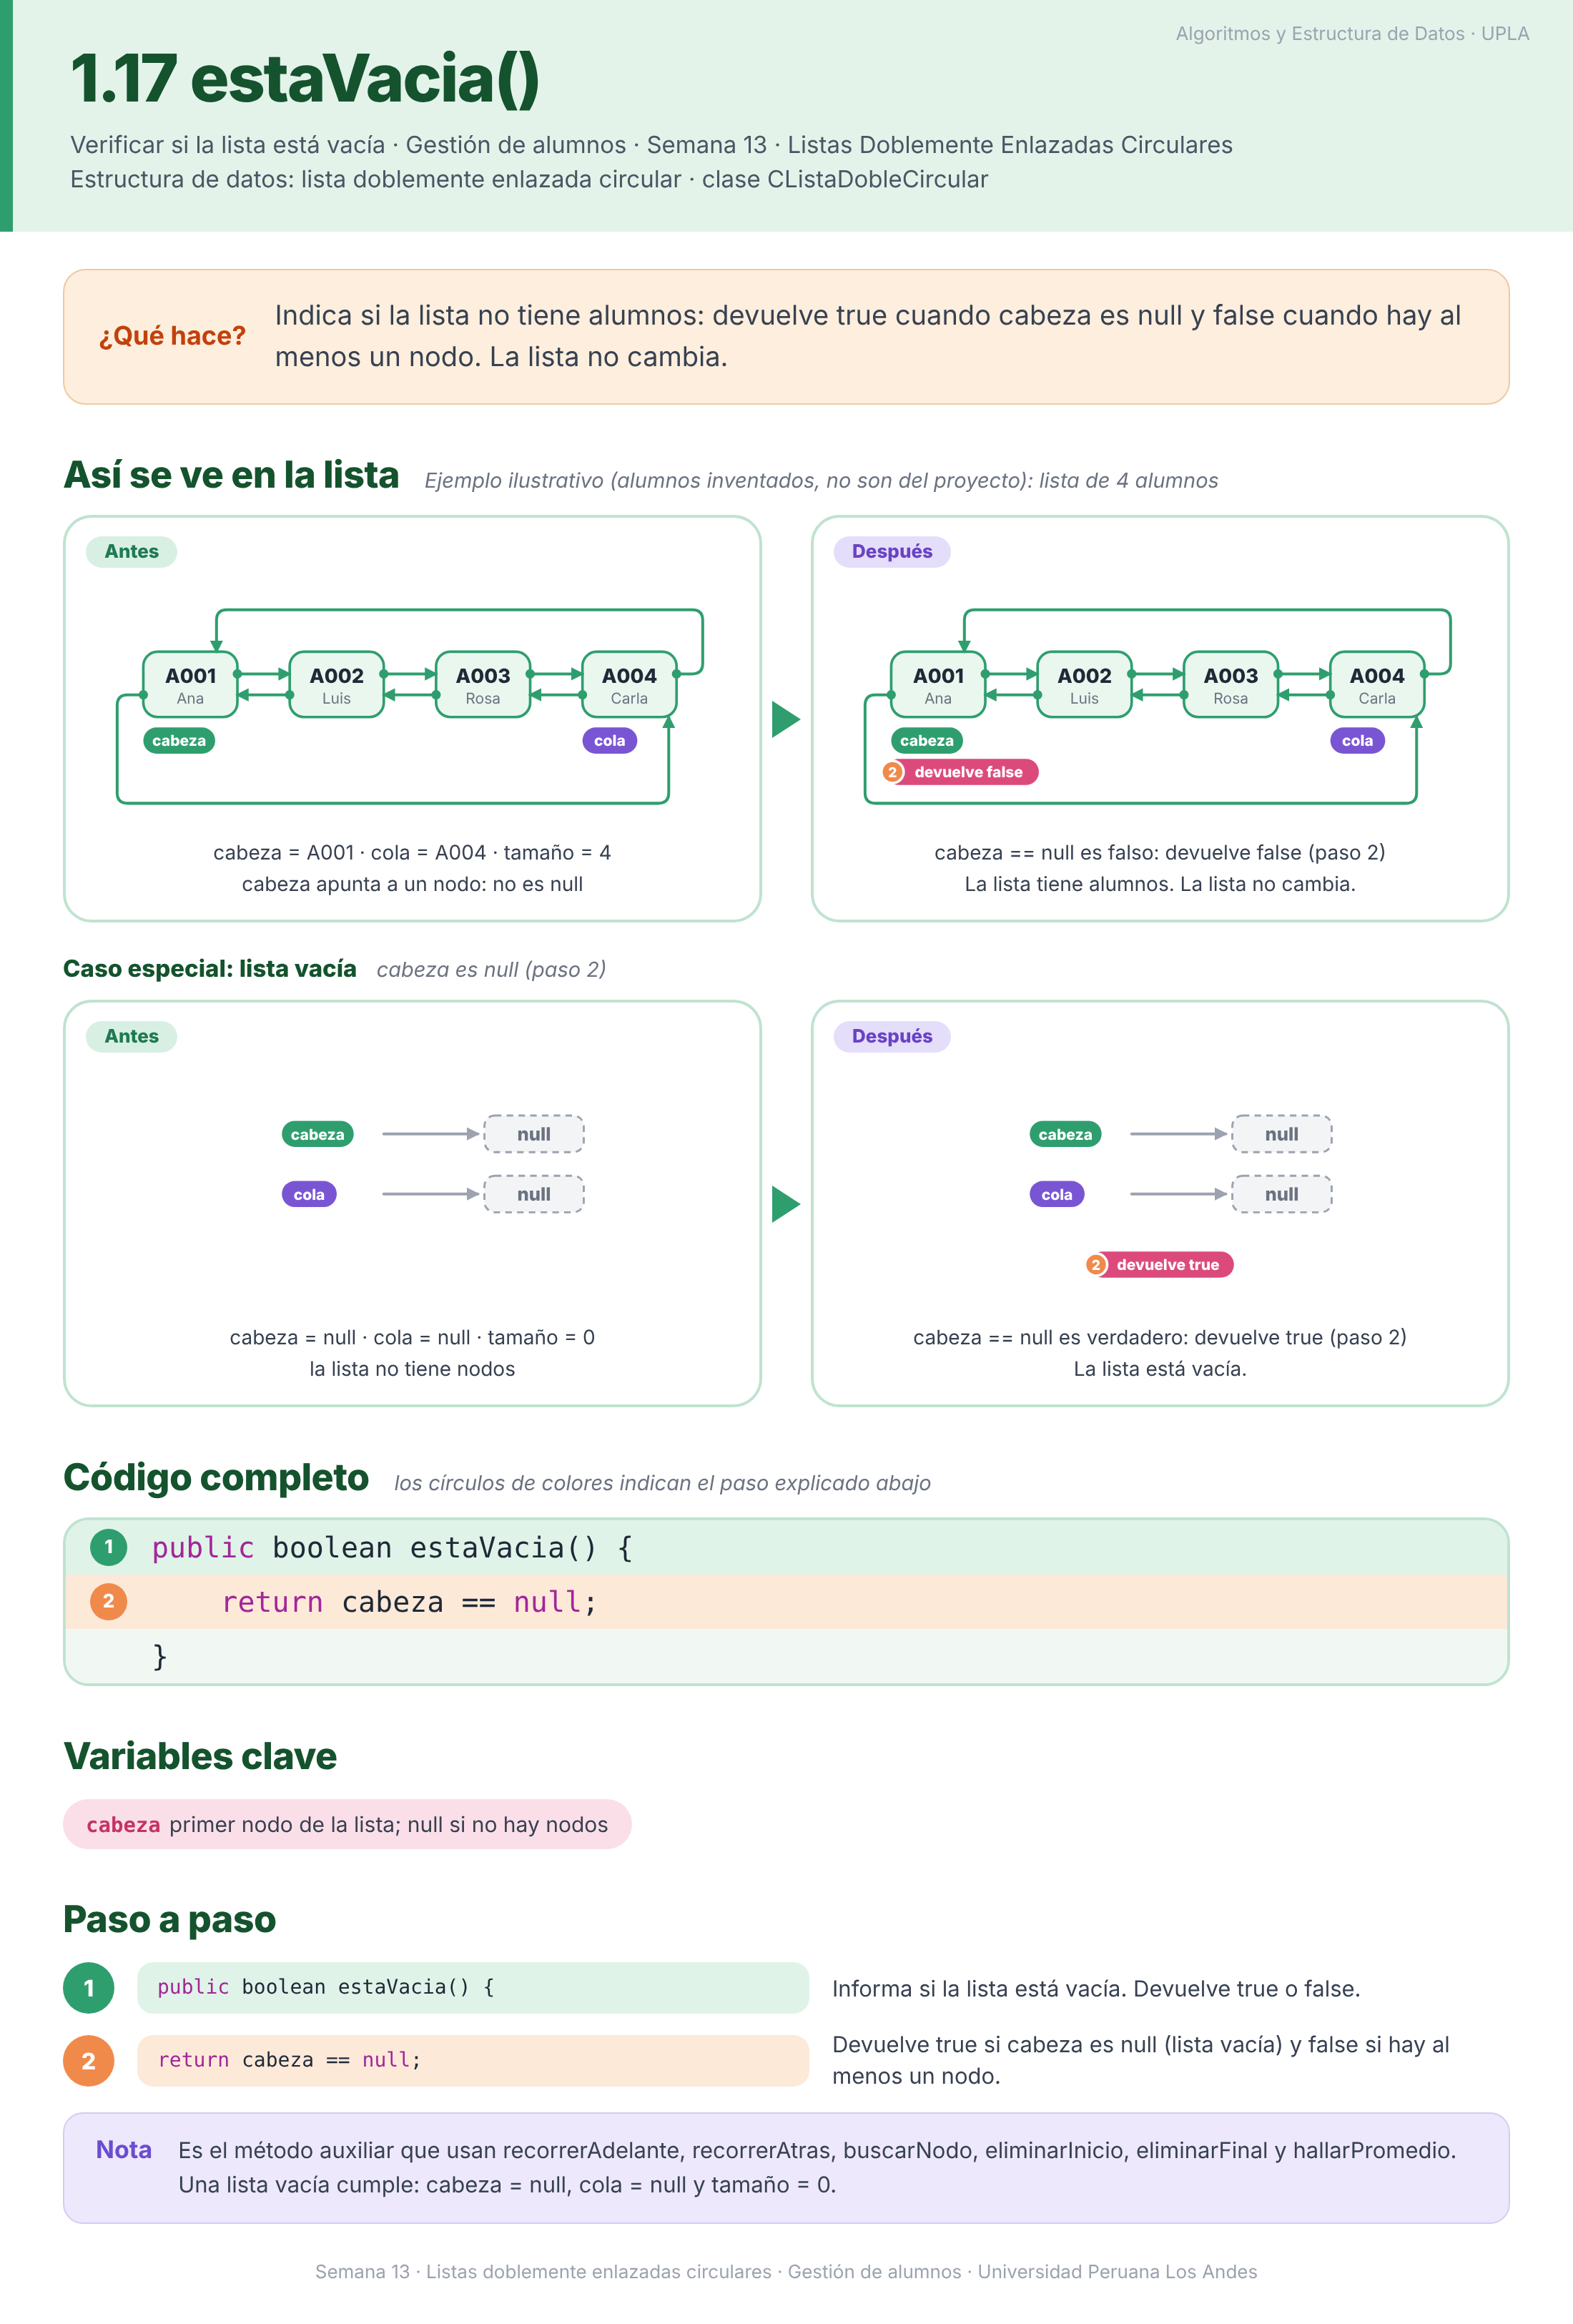 Algoritmos y Estructura de Datos · UPLA
1.17 estaVacia()
Verificar si la lista está vacía · Gestión de alumnos · Semana 13 · Listas Doblemente Enlazadas Circulares
Estructura de datos: lista doblemente enlazada circular · clase CListaDobleCircular
¿Qué hace?
Indica si la lista no tiene alumnos: devuelve true cuando cabeza es null y false cuando hay al
menos un nodo. La lista no cambia.
Así se ve en la lista
Ejemplo ilustrativo (alumnos inventados, no son del proyecto): lista de 4 alumnos
Antes
A001 A002 A003 A004
Ana Luis Rosa Carla
cabeza cola
cabeza = A001 · cola = A004 · tamaño = 4
cabeza apunta a un nodo: no es null
Después
A001 A002 A003 A004
Ana Luis Rosa Carla
cabeza cola
2 devuelve false
cabeza == null es falso: devuelve false (paso 2)
La lista tiene alumnos. La lista no cambia.
Caso especial: lista vacía
cabeza es null (paso 2)
Antes
cabeza null
cola null
cabeza = null · cola = null · tamaño = 0
la lista no tiene nodos
Después
cabeza null
cola null
2 devuelve true
cabeza == null es verdadero: devuelve true (paso 2)
La lista está vacía.
Código completo
los círculos de colores indican el paso explicado abajo
1 public boolean estaVacia() {
2 return cabeza == null;
}
Variables clave
cabeza primer nodo de la lista; null si no hay nodos
Paso a paso
1 public boolean estaVacia() {
Informa si la lista está vacía. Devuelve true o false.
2 return cabeza == null;
Devuelve true si cabeza es null (lista vacía) y false si hay al
menos un nodo.
Nota
Es el método auxiliar que usan recorrerAdelante, recorrerAtras, buscarNodo, eliminarInicio, eliminarFinal y hallarPromedio.
Una lista vacía cumple: cabeza = null, cola = null y tamaño = 0.
Semana 13 · Listas doblemente enlazadas circulares · Gestión de alumnos · Universidad Peruana Los Andes